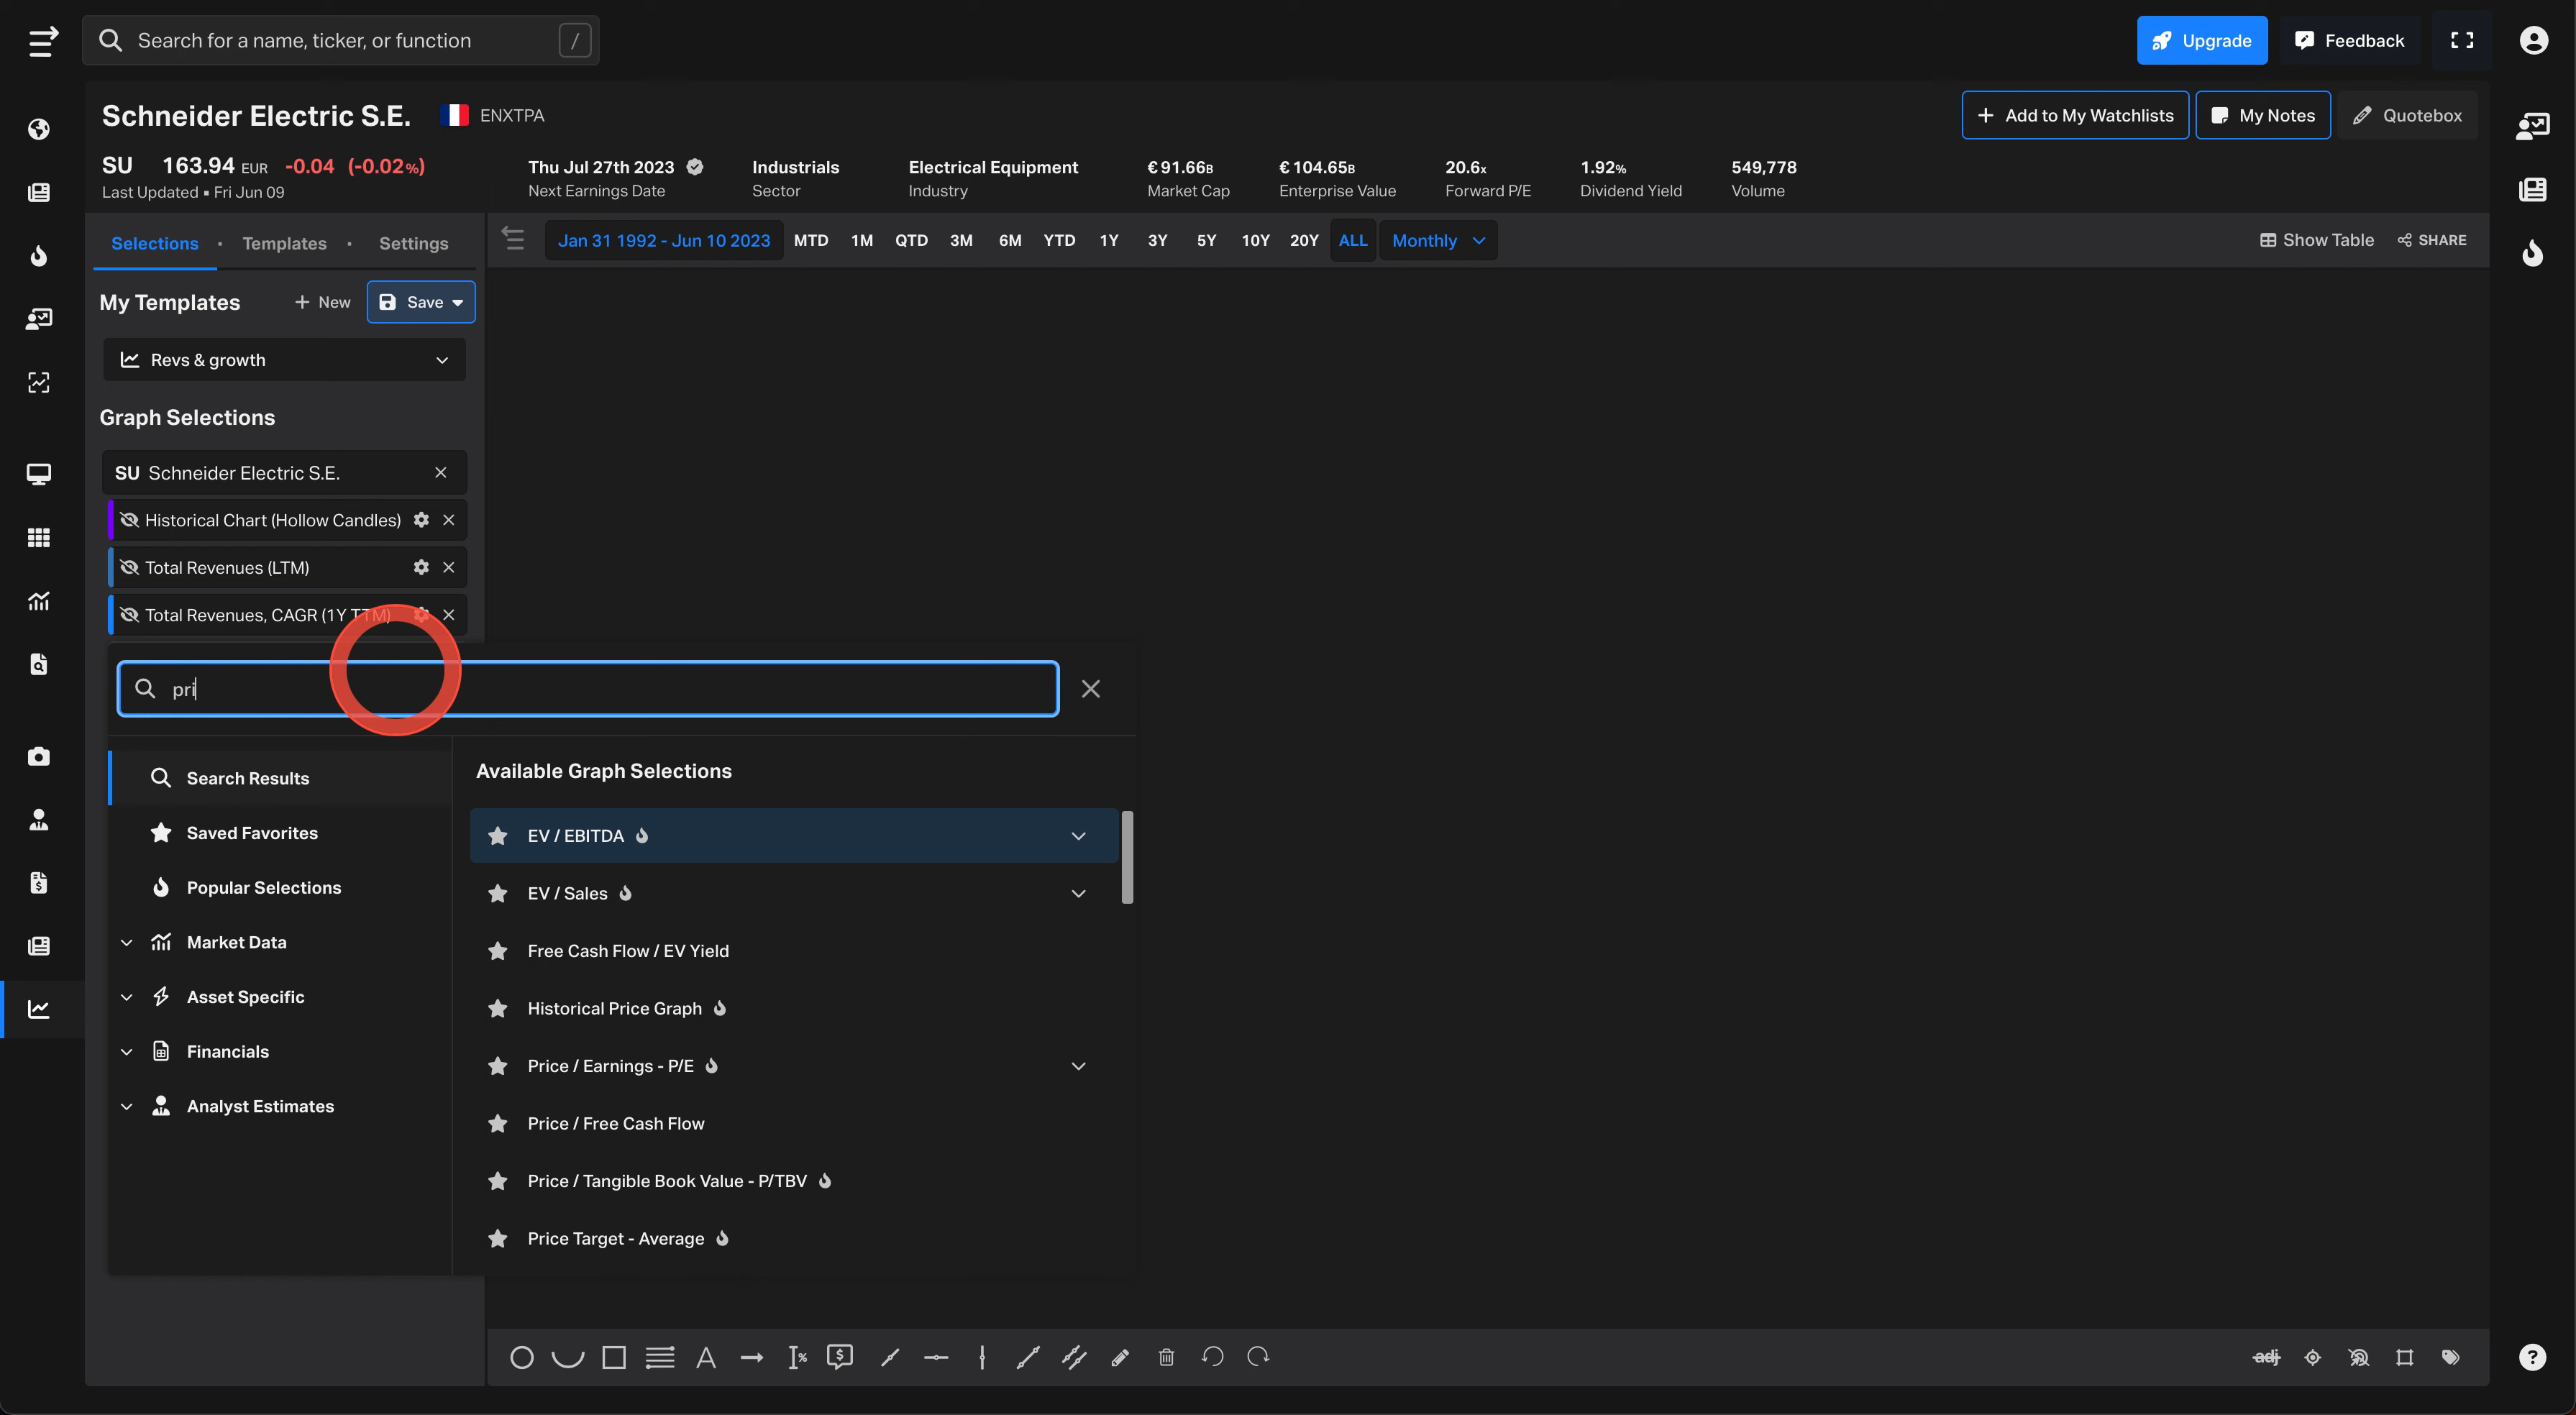 Search for a name, ticker, or function /
Upgrade
Feedback
Schneider Electric S.E. ENXTPA
+ Add to My Watchlists
My Notes
Quotebox
SU 163.94 EUR -0.04 (-0.02%)
Last Updated ▪ Fri Jun 09
Thu Jul 27th 2023
Next Earnings Date
Industrials
Sector
Electrical Equipment
Industry
€91.66B
Market Cap
€104.65B
Enterprise Value
20.6x
Forward P/E
1.92%
Dividend Yield
549,778
Volume
Selections · Templates · Settings
Jan 31 1992 - Jun 10 2023 MTD 1M QTD 3M 6M YTD 1Y 3Y 5Y 10Y 20Y ALL Monthly
Show Table
SHARE
My Templates + New Save
Revs & growth
Graph Selections
SU Schneider Electric S.E.
Historical Chart (Hollow Candles)
Total Revenues (LTM)
Total Revenues, CAGR (1Y TTM)
pri
Search Results
Saved Favorites
Popular Selections
Market Data
Asset Specific
Financials
Analyst Estimates
Available Graph Selections
EV / EBITDA
EV / Sales
Free Cash Flow / EV Yield
Historical Price Graph
Price / Earnings - P/E
Price / Free Cash Flow
Price / Tangible Book Value - P/TBV
Price Target - Average
A
%
$
adj
?